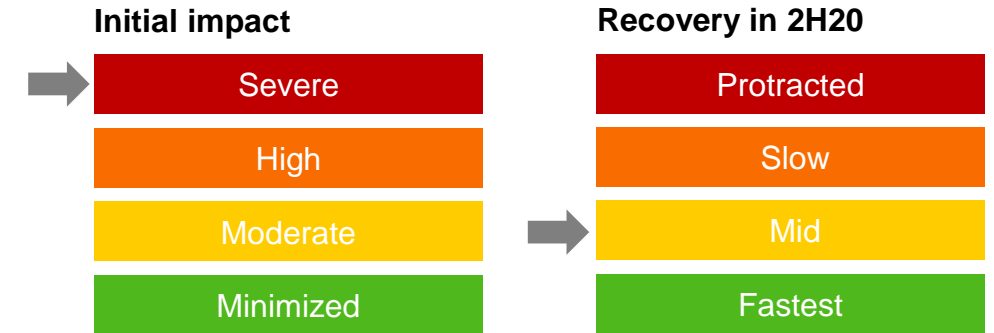 Initial impact
Severe
High
Moderate
Minimized
Recovery in 2H20
Protracted
Slow
Mid
Fastest